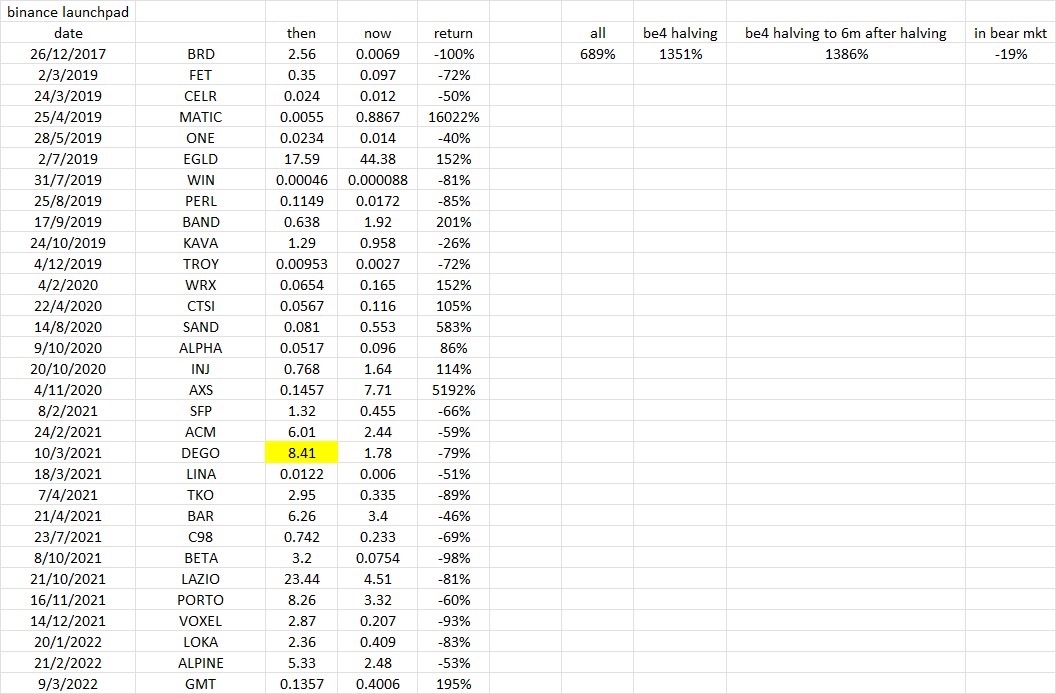 binance launchpad
date then now return all be4 halving be4 halving to 6m after halving in bear mkt
26/12/2017 BRD 2.56 0.0069 -100% 689% 1351% 1386% -19%
2/3/2019 FET 0.35 0.097 -72%
24/3/2019 CELR 0.024 0.012 -50%
25/4/2019 MATIC 0.0055 0.8867 16022%
28/5/2019 ONE 0.0234 0.014 -40%
2/7/2019 EGLD 17.59 44.38 152%
31/7/2019 WIN 0.00046 0.000088 -81%
25/8/2019 PERL 0.1149 0.0172 -85%
17/9/2019 BAND 0.638 1.92 201%
24/10/2019 KAVA 1.29 0.958 -26%
4/12/2019 TROY 0.00953 0.0027 -72%
4/2/2020 WRX 0.0654 0.165 152%
22/4/2020 CTSI 0.0567 0.116 105%
14/8/2020 SAND 0.081 0.553 583%
9/10/2020 ALPHA 0.0517 0.096 86%
20/10/2020 INJ 0.768 1.64 114%
4/11/2020 AXS 0.1457 7.71 5192%
8/2/2021 SFP 1.32 0.455 -66%
24/2/2021 ACM 6.01 2.44 -59%
10/3/2021 DEGO 8.41 1.78 -79%
18/3/2021 LINA 0.0122 0.006 -51%
7/4/2021 TKO 2.95 0.335 -89%
21/4/2021 BAR 6.26 3.4 -46%
23/7/2021 C98 0.742 0.233 -69%
8/10/2021 BETA 3.2 0.0754 -98%
21/10/2021 LAZIO 23.44 4.51 -81%
16/11/2021 PORTO 8.26 3.32 -60%
14/12/2021 VOXEL 2.87 0.207 -93%
20/1/2022 LOKA 2.36 0.409 -83%
21/2/2022 ALPINE 5.33 2.48 -53%
9/3/2022 GMT 0.1357 0.4006 195%